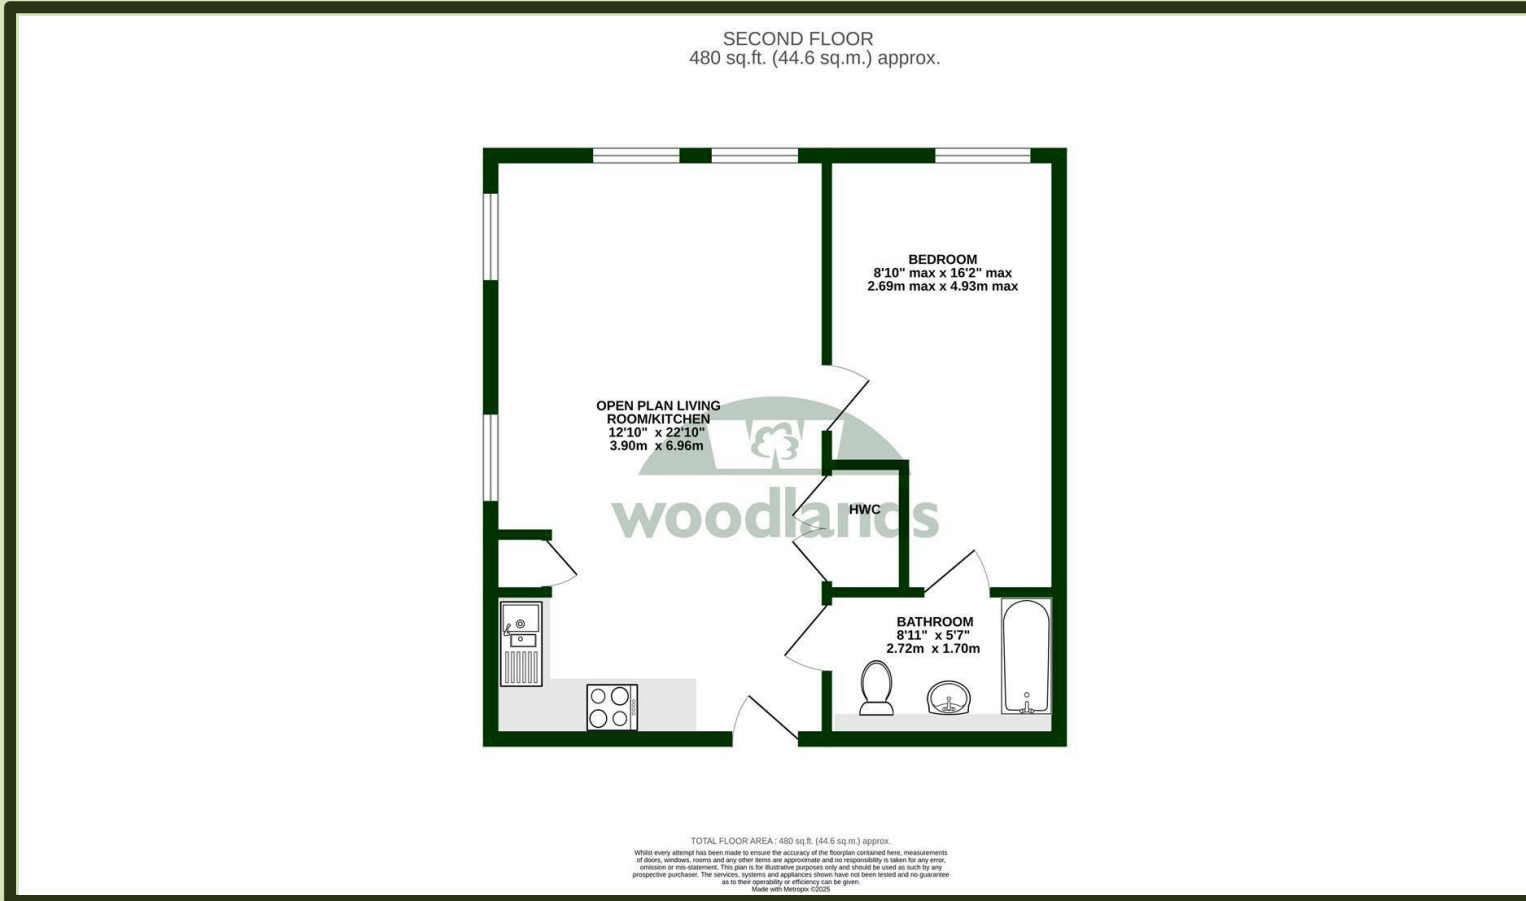 SECOND FLOOR
480 sq.ft. (44.6 sq.m.) approx.
BEDROOM
8'10" max x 16'2" max
2.69m max x 4.93m max
OPEN PLAN LIVING
ROOM/KITCHEN
12'10" x 22'10"
3.90m x 6.96m
woodlands
HWC
BATHROOM
8'11" x 5'7"
2.72m x 1.70m
TOTAL FLOOR AREA : 480 sq.ft. (44.6 sq.m.) approx.
Whilst every attempt has been made to ensure the accuracy of the floorplan contained here, measurements
of doors, windows, rooms and any other items are approximate and no responsibility is taken for any error,
omission or mis-statement. This plan is for illustrative purposes only and should be used as such by any
prospective purchaser. The services, systems and appliances shown have not been tested and no guarantee
as to their operability or efficiency can be given.
Made with Metropix ©2025